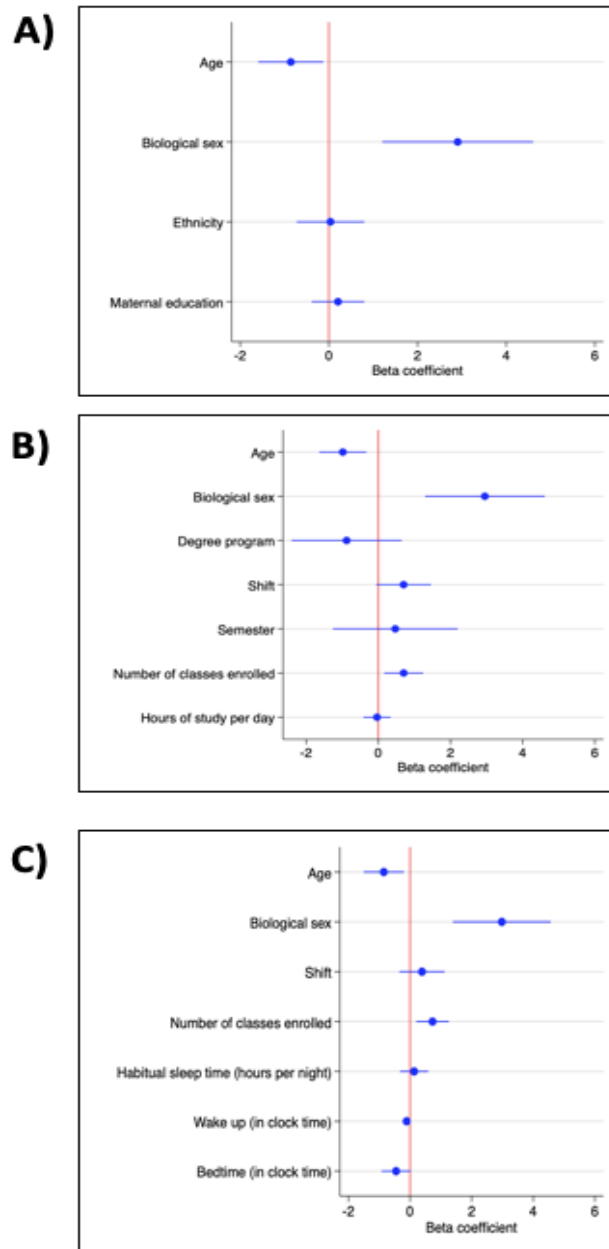 A)
Age
Biological sex
Ethnicity
Maternal education
-2 0 2 4 6
Beta coefficient
B)
Age
Biological sex
Degree program
Shift
Semester
Number of classes enrolled
Hours of study per day
-2 0 2 4 6
Beta coefficient
C)
Age
Biological sex
Shift
Number of classes enrolled
Habitual sleep time (hours per night)
Wake up (in clock time)
Bedtime (in clock time)
-2 0 2 4 6
Beta coefficient